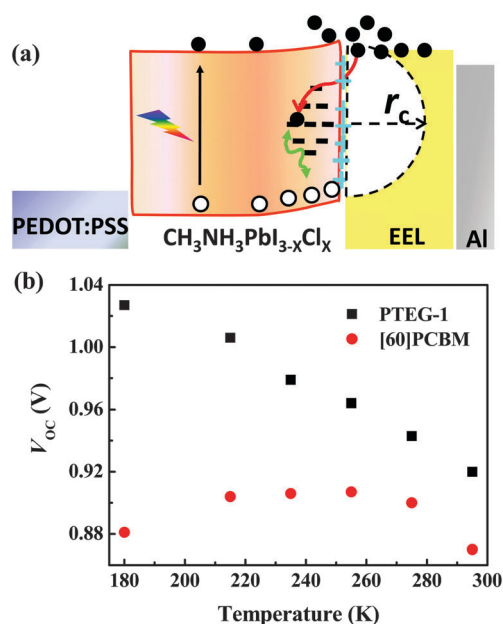 (a)
r_c
PEDOT:PSS
CH₃NH₃PbI₃₋ₓClₓ
EEL
Al
(b)
1.04
1.00
0.96
0.92
0.88
V_OC (V)
PTEG-1
[60]PCBM
180 200 220 240 260 280 300
Temperature (K)